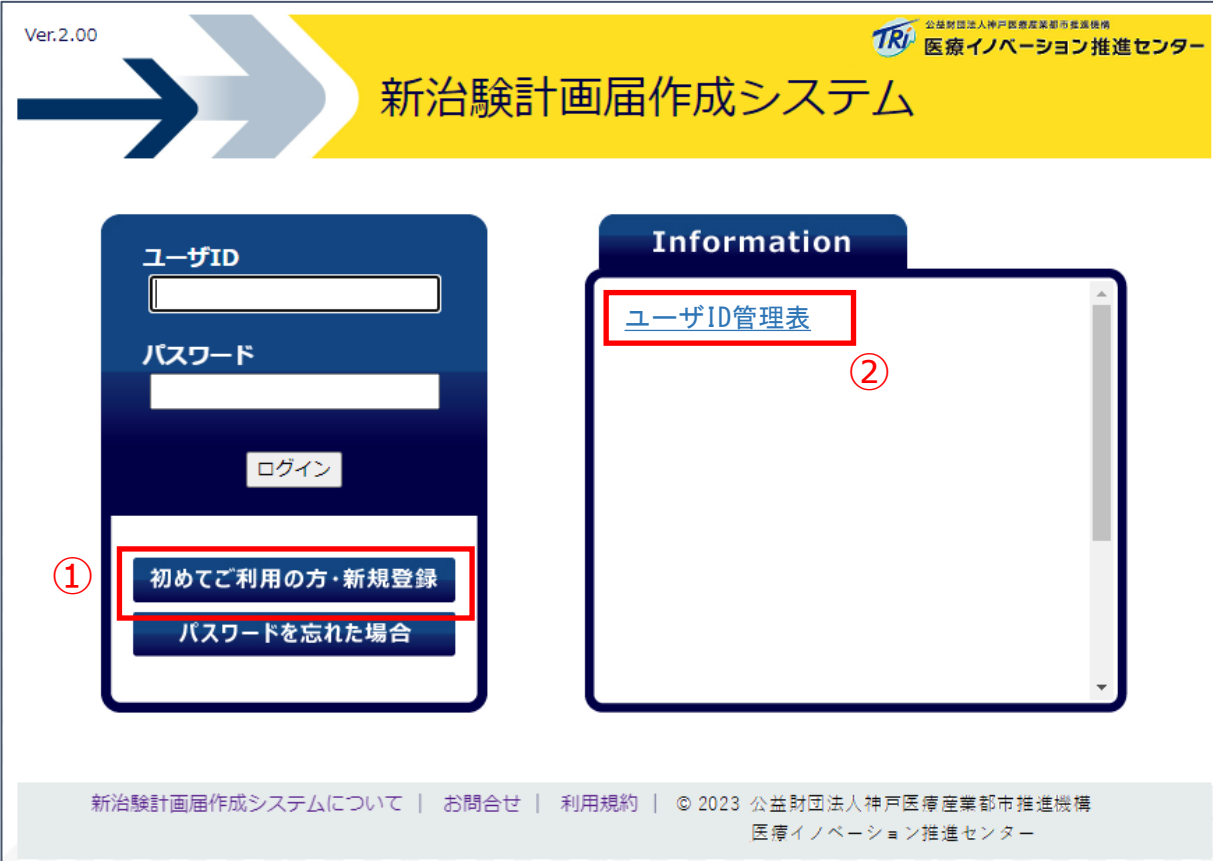 Ver.2.00
TRi
公益財団法人神戸医療産業都市推進機構
医療イノベーション推進センター
新治験計画届作成システム
ユーザID
パスワード
ログイン
①
初めてご利用の方・新規登録
パスワードを忘れた場合
Information
ユーザID管理表
②
新治験計画届作成システムについて | お問合せ | 利用規約 | © 2023 公益財団法人神戸医療産業都市推進機構
医療イノベーション推進センター